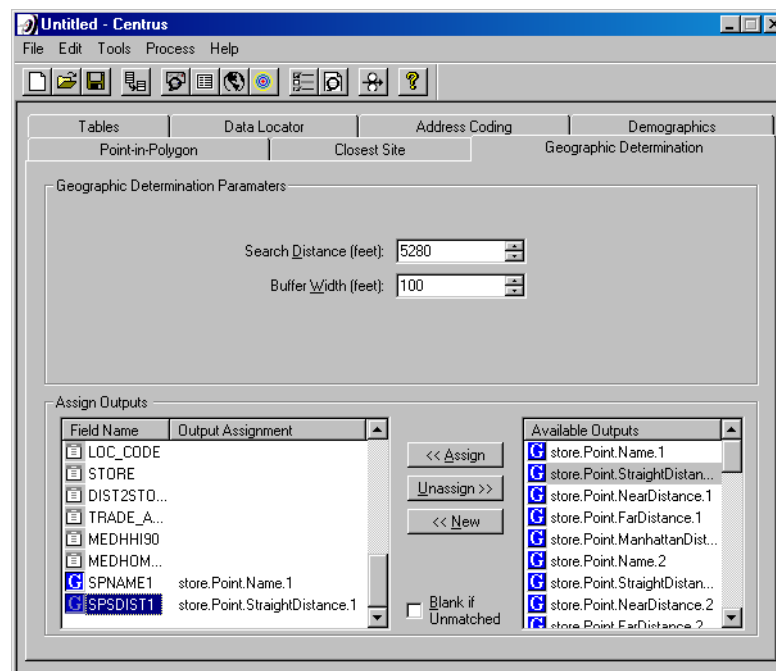 Untitled - Centrus
File Edit Tools Process Help
Tables Data Locator Address Coding Demographics
Point-in-Polygon Closest Site Geographic Determination
Geographic Determination Paramaters
Search Distance (feet): 5280
Buffer Width (feet): 100
Assign Outputs
Field Name Output Assignment
LOC_CODE
STORE
DIST2STO...
TRADE_A...
MEDHHI90
MEDHOM...
SPNAME1 store.Point.Name.1
SPSDIST1 store.Point.StraightDistance.1
<< Assign
Unassign >>
<< New
Blank if
Unmatched
Available Outputs
store.Point.Name.1
store.Point.StraightDistan...
store.Point.NearDistance.1
store.Point.FarDistance.1
store.Point.ManhattanDist...
store.Point.Name.2
store.Point.StraightDistan...
store.Point.NearDistance.2
store.Point.FarDistance.2